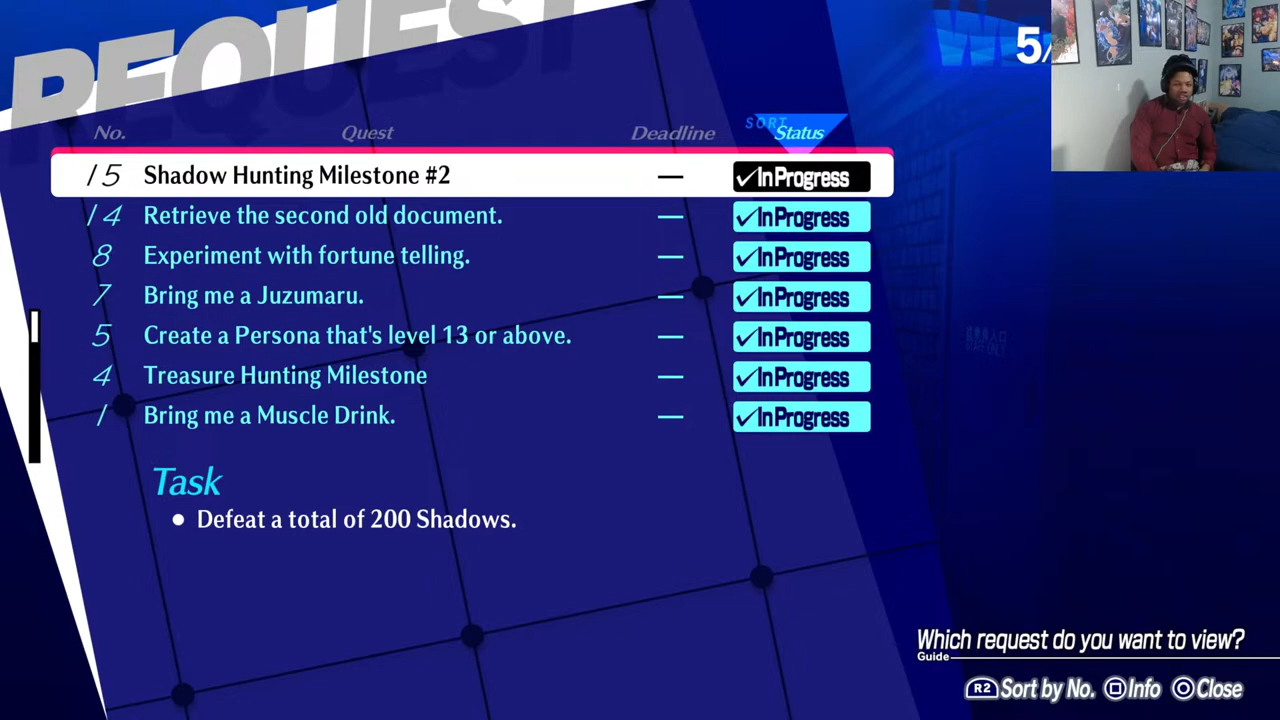 REQUEST
5/
No. Quest Deadline SORT Status
15 Shadow Hunting Milestone #2 — ✓In Progress
14 Retrieve the second old document. — ✓In Progress
8 Experiment with fortune telling. — ✓In Progress
7 Bring me a Juzumaru. — ✓In Progress
5 Create a Persona that's level 13 or above. — ✓In Progress
4 Treasure Hunting Milestone — ✓In Progress
1 Bring me a Muscle Drink. — ✓In Progress
Task
• Defeat a total of 200 Shadows.
Which request do you want to view?
Guide
R2 Sort by No. Info Close